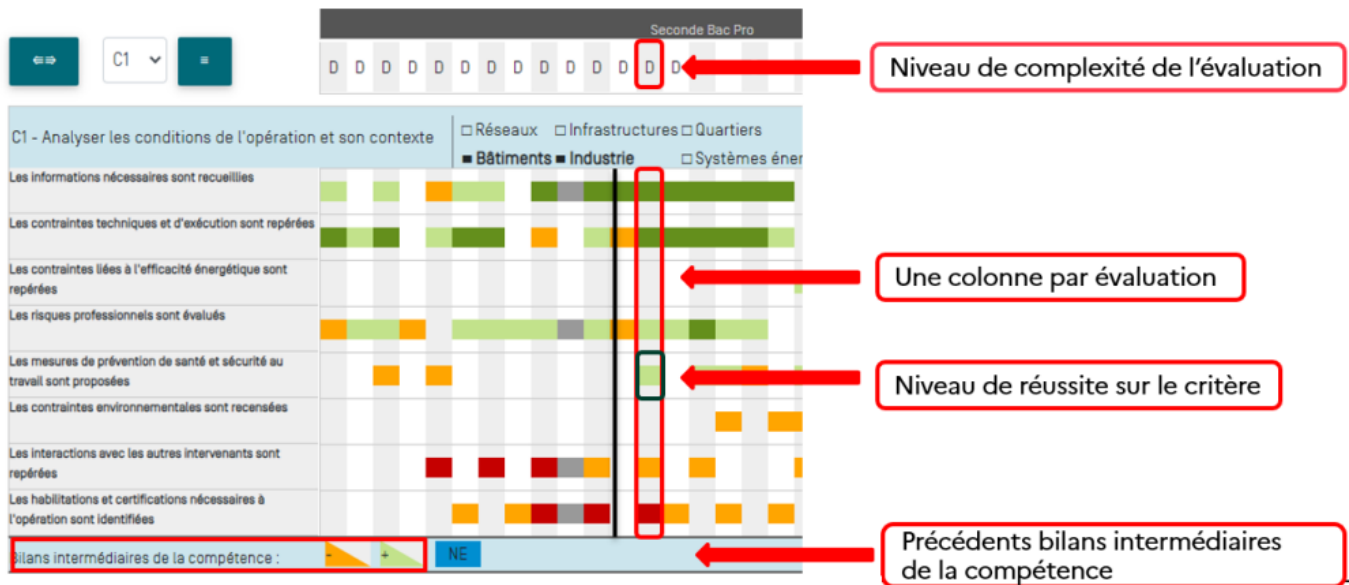 Seconde Bac Pro
⇐⇒ C1 ≡
D D D D D D D D D D D D D D
Niveau de complexité de l'évaluation
C1 - Analyser les conditions de l'opération et son contexte
□ Réseaux □ Infrastructures □ Quartiers
■ Bâtiments ■ Industrie □ Systèmes éner
Les informations nécessaires sont recueillies
Les contraintes techniques et d'exécution sont repérées
Les contraintes liées à l'efficacité énergétique sont
repérées
Une colonne par évaluation
Les risques professionnels sont évalués
Les mesures de prévention de santé et sécurité au
travail sont proposées
Niveau de réussite sur le critère
Les contraintes environnementales sont recensées
Les interactions avec les autres intervenants sont
repérées
Les habilitations et certifications nécessaires à
l'opération sont identifiées
Bilans intermédiaires de la compétence :
- + NE
Précédents bilans intermédiaires
de la compétence